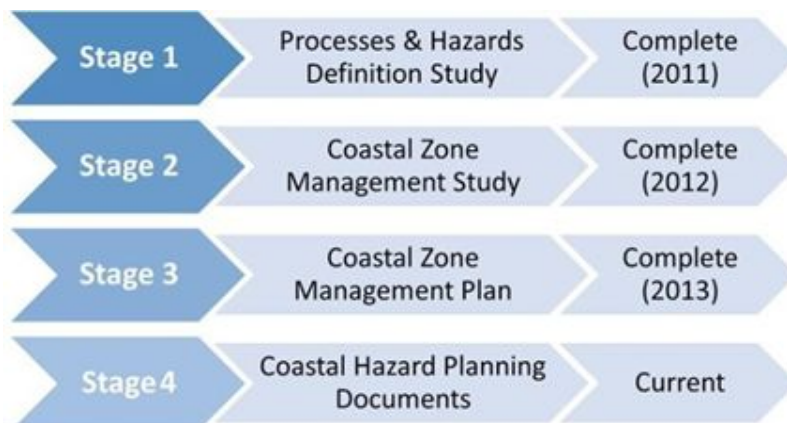 Stage 1
Processes & Hazards
Definition Study
Complete
(2011)
Stage 2
Coastal Zone
Management Study
Complete
(2012)
Stage 3
Coastal Zone
Management Plan
Complete
(2013)
Stage 4
Coastal Hazard Planning
Documents
Current